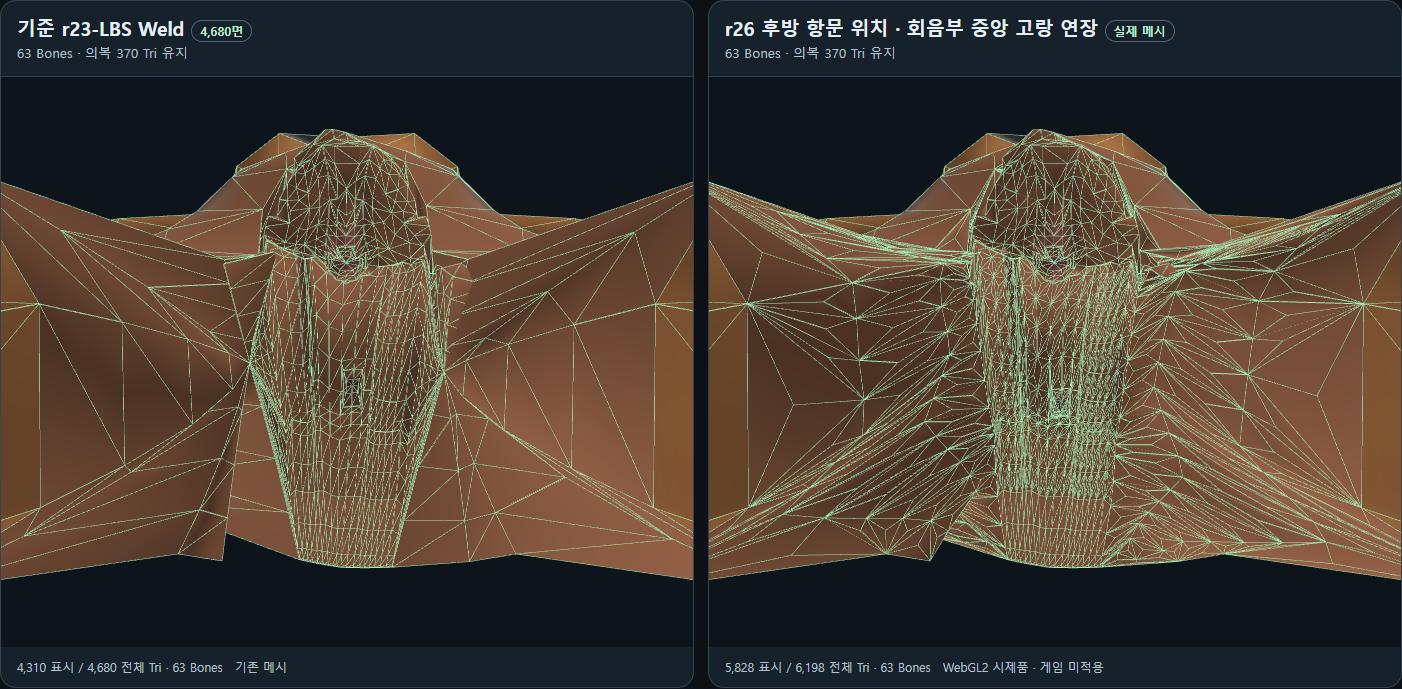 기준 r23-LBS Weld 4,680면
63 Bones · 의복 370 Tri 유지
r26 후방 항문 위치 · 회음부 중앙 고랑 연장 실제 메시
63 Bones · 의복 370 Tri 유지
4,310 표시 / 4,680 전체 Tri · 63 Bones 기존 메시
5,828 표시 / 6,198 전체 Tri · 63 Bones WebGL2 시제품 · 게임 미적용